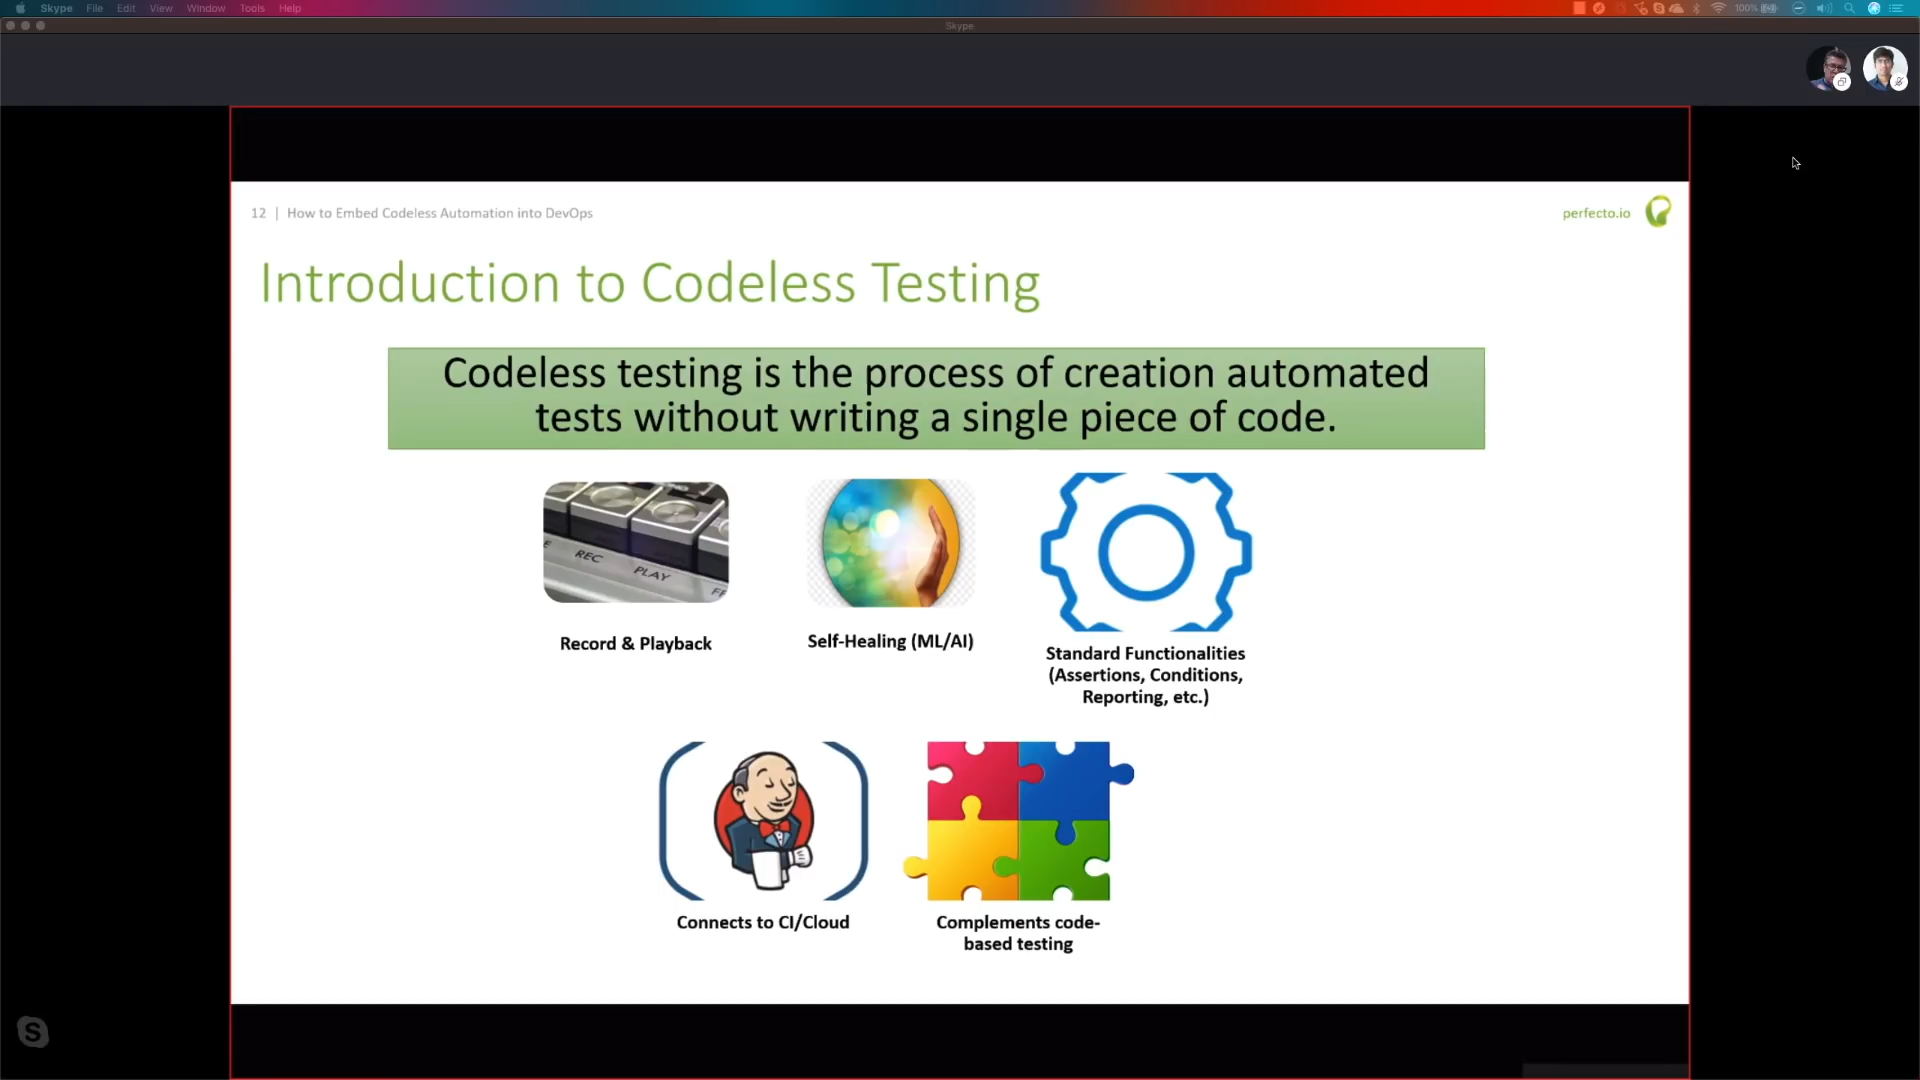 Skype File Edit View Window Tools Help
100%
Skype
12 | How to Embed Codeless Automation into DevOps
perfecto.io
Introduction to Codeless Testing
Codeless testing is the process of creation automated
tests without writing a single piece of code.
REC
PLAY
Record & Playback
Self-Healing (ML/AI)
Standard Functionalities
(Assertions, Conditions,
Reporting, etc.)
Connects to CI/Cloud
Complements code-
based testing
S